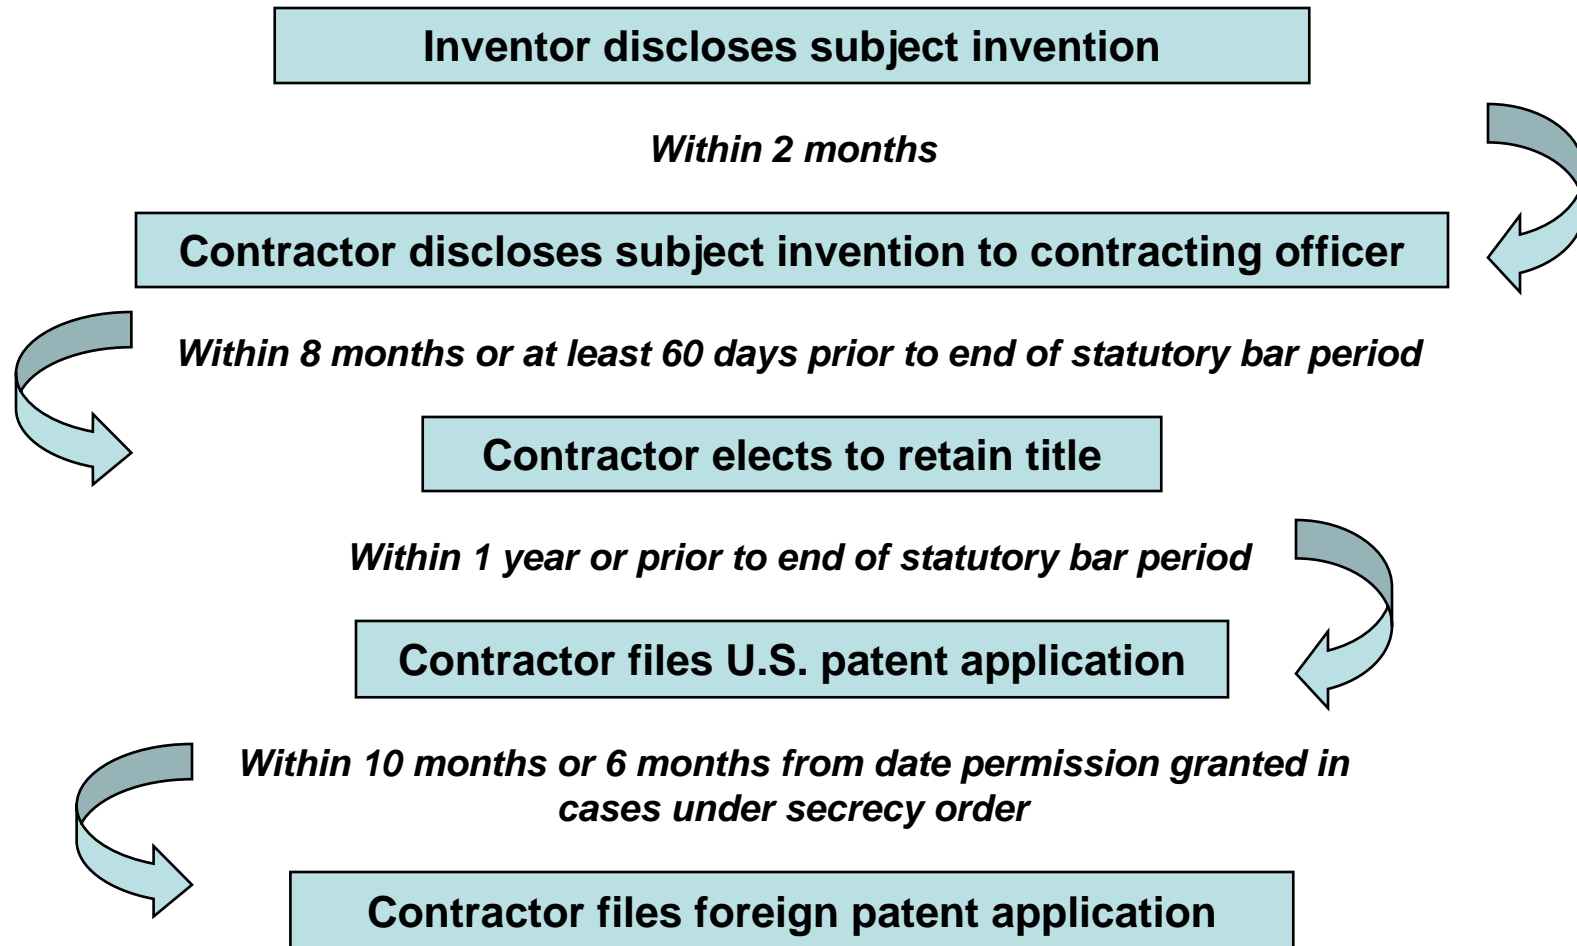 Inventor discloses subject invention
Within 2 months
Contractor discloses subject invention to contracting officer
Within 8 months or at least 60 days prior to end of statutory bar period
Contractor elects to retain title
Within 1 year or prior to end of statutory bar period
Contractor files U.S. patent application
Within 10 months or 6 months from date permission granted in
cases under secrecy order
Contractor files foreign patent application